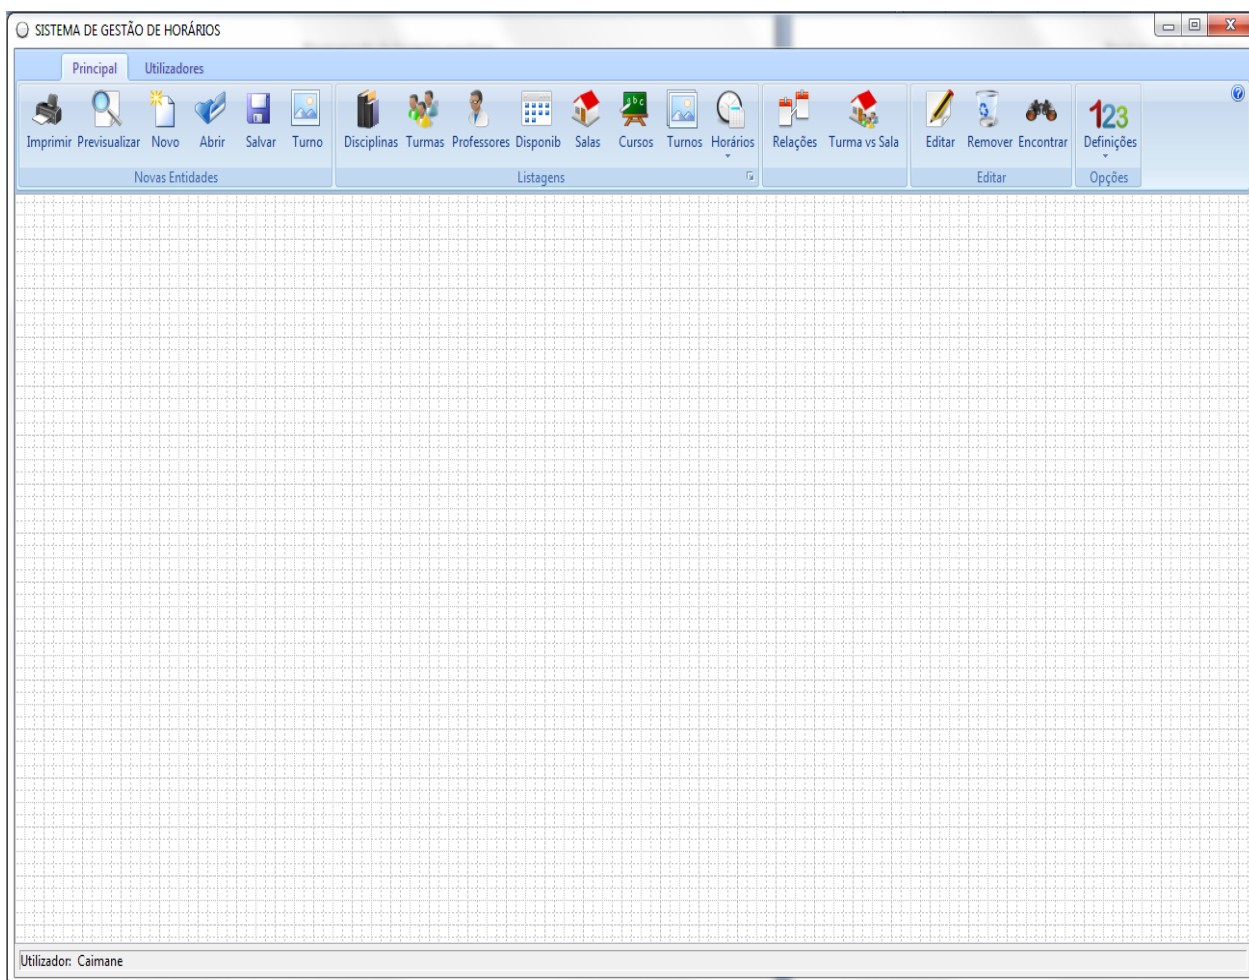 SISTEMA DE GESTÃO DE HORÁRIOS
Principal Utilizadores
Imprimir Previsualizar Novo Abrir Salvar Turno Disciplinas Turmas Professores Disponib Salas Cursos Turnos Horários Relações Turma vs Sala Editar Remover Encontrar Definições
Novas Entidades Listagens Editar Opções
Utilizador: Caimane